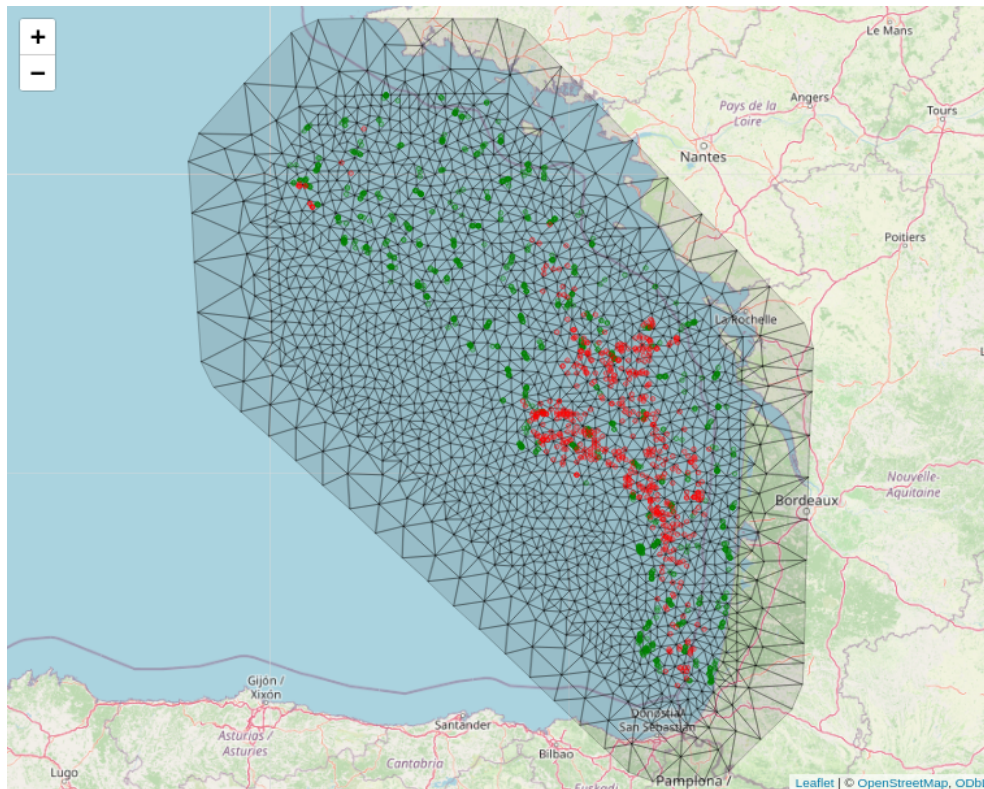 +
−
Le Mans
Angers
Tours
Pays de la
Loire
Nantes
Poitiers
La Rochelle
Nouvelle-
Aquitaine
Bordeaux
Gijón /
Xixón
Donostia /
San Sebastián
Santander
Asturias /
Asturies
Bilbao
Cantabria
Lugo
Pamplona /
Euskadi
Leaflet | © OpenStreetMap, ODbL